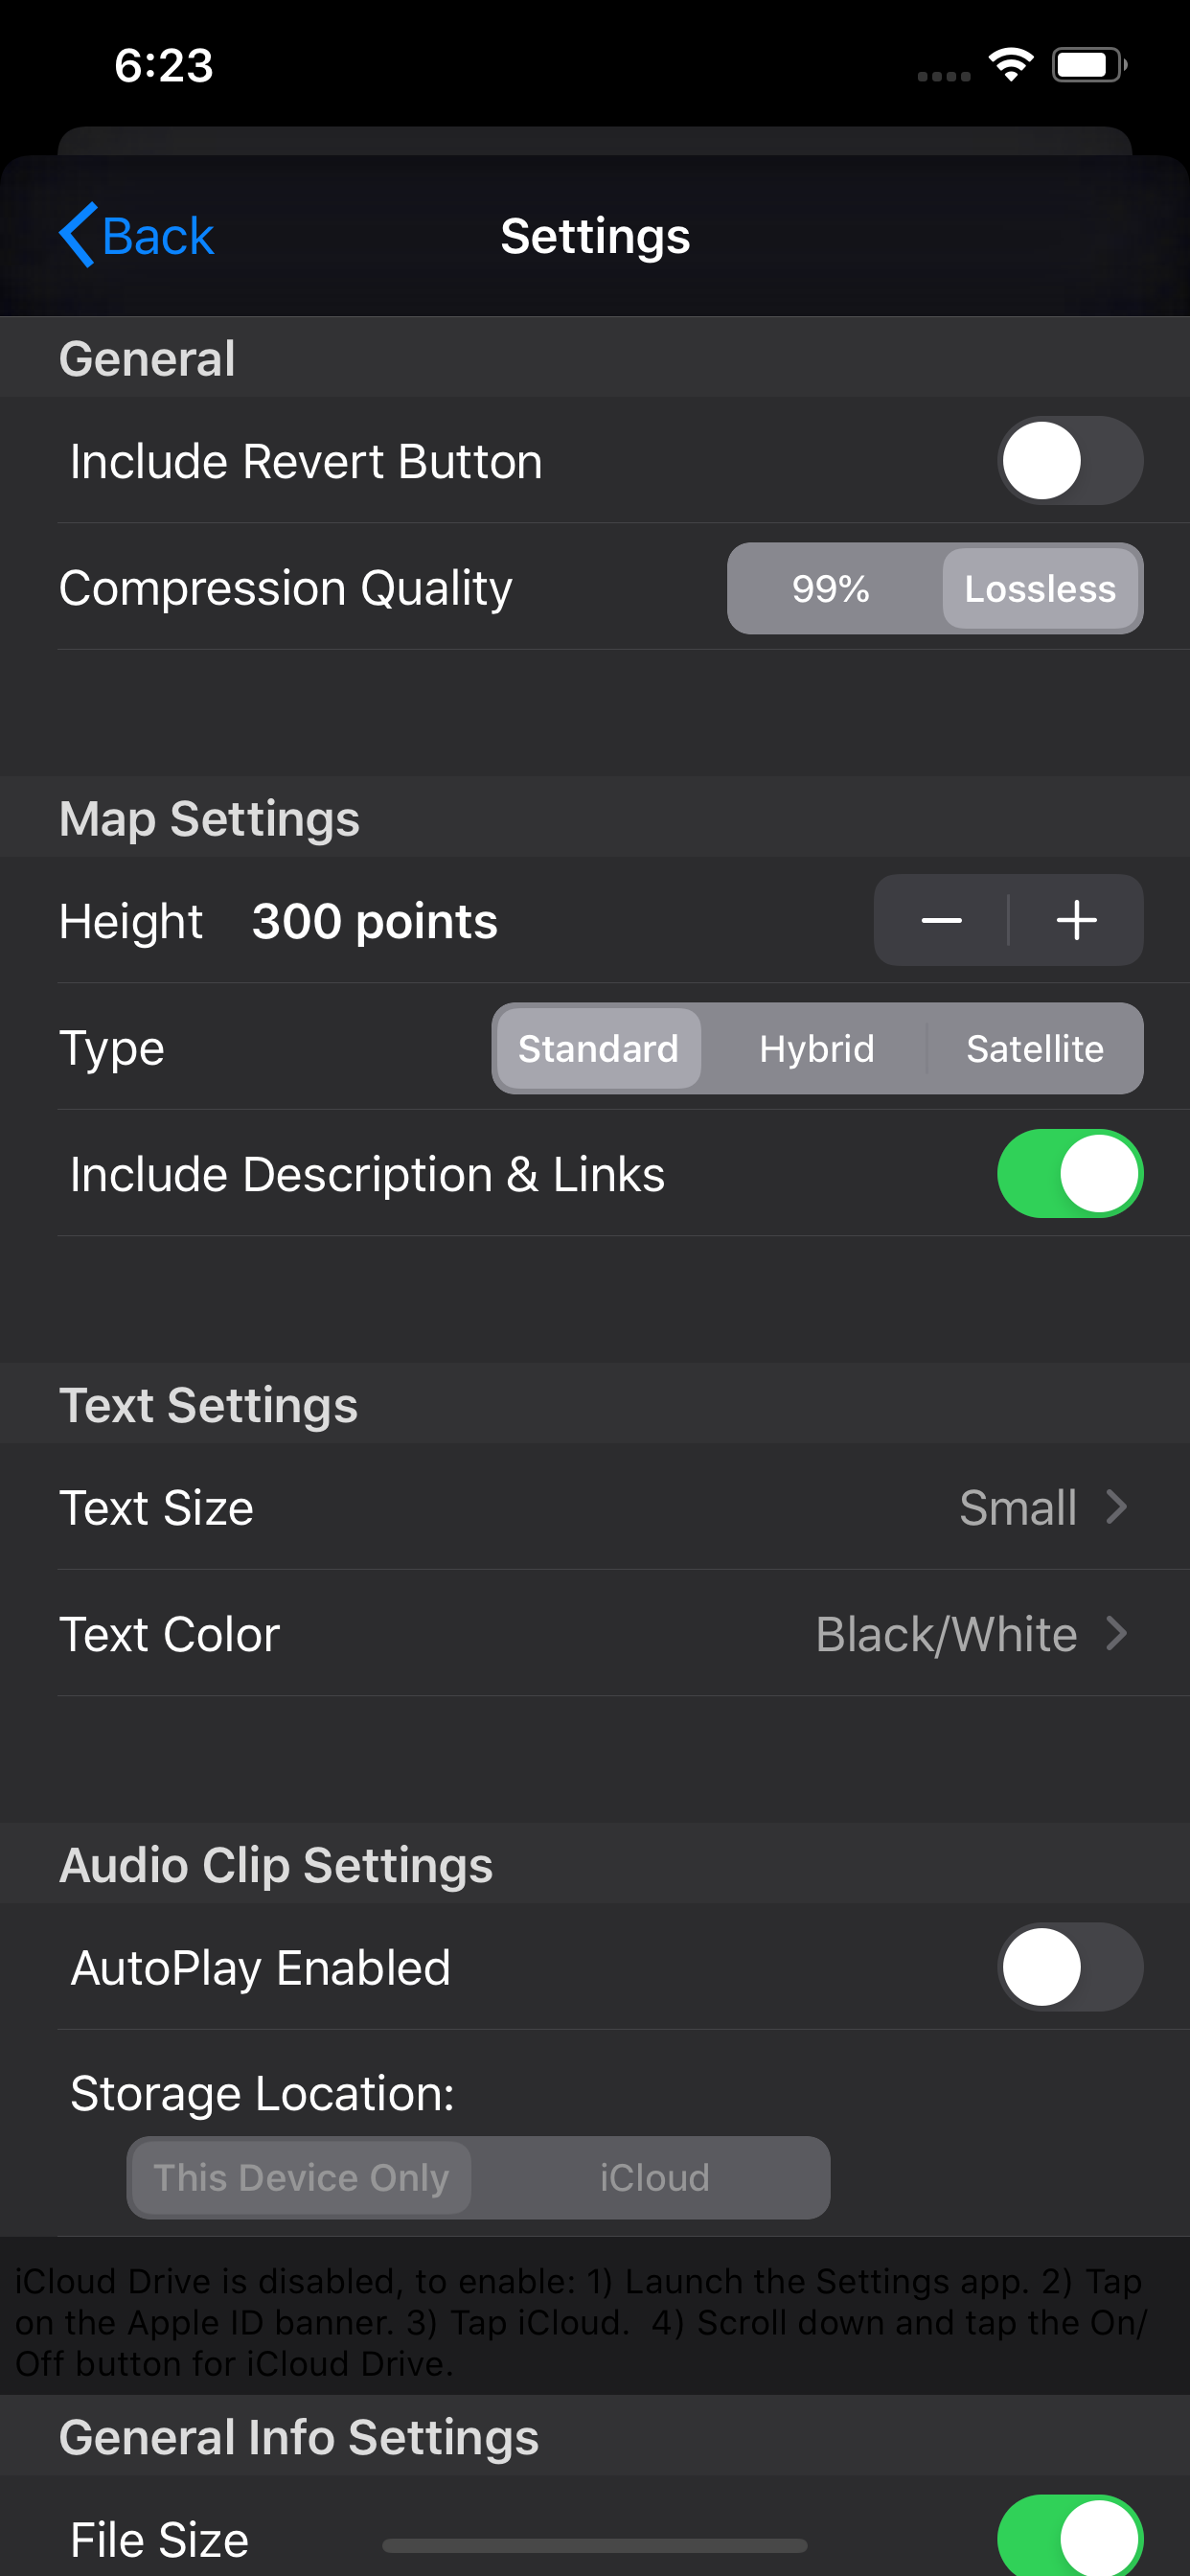 6:23
Back
Settings
General
Include Revert Button
Compression Quality 99% Lossless
Map Settings
Height 300 points
Type Standard Hybrid Satellite
Include Description & Links
Text Settings
Text Size Small
Text Color Black/White
Audio Clip Settings
AutoPlay Enabled
Storage Location:
This Device Only iCloud
iCloud Drive is disabled, to enable: 1) Launch the Settings app. 2) Tap
on the Apple ID banner. 3) Tap iCloud.  4) Scroll down and tap the On/
Off button for iCloud Drive.
General Info Settings
File Size